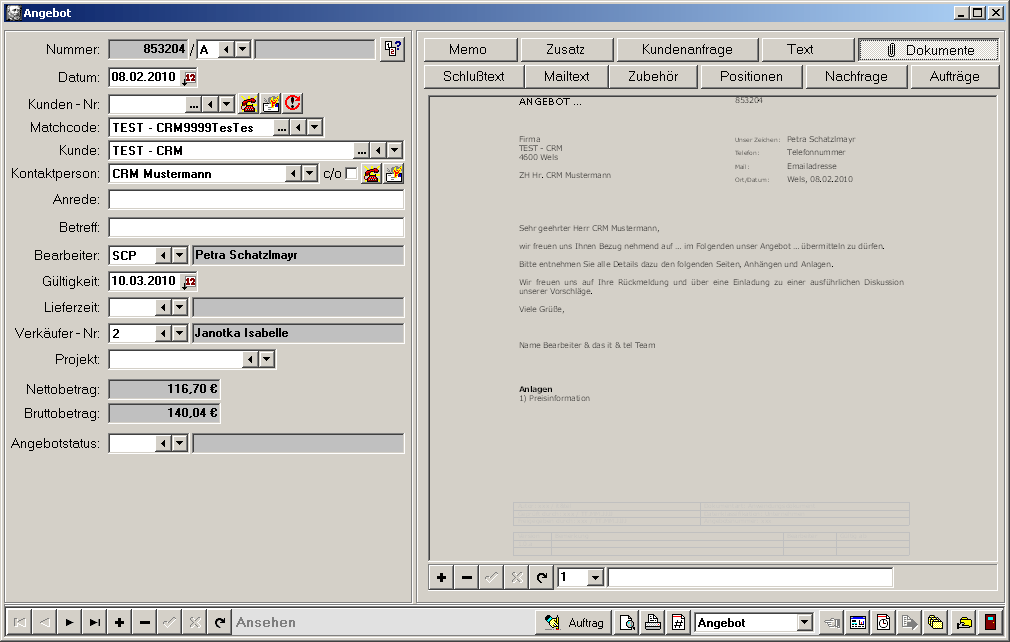 Angebot
Nummer: 853204 / A
Datum: 08.02.2010 12
Kunden - Nr:
Matchcode: TEST - CRM9999TesTes
Kunde: TEST - CRM
Kontaktperson: CRM Mustermann c/o
Anrede:
Betreff:
Bearbeiter: SCP Petra Schatzlmayr
Gültigkeit: 10.03.2010 12
Lieferzeit:
Verkäufer - Nr: 2 Janotka Isabelle
Projekt:
Nettobetrag: 116,70 €
Bruttobetrag: 140,04 €
Angebotstatus:
Memo Zusatz Kundenanfrage Text Dokumente
Schlußtext Mailtext Zubehör Positionen Nachfrage Aufträge
ANGEBOT ... 853204
Firma
TEST - CRM
4600 Wels
ZH Hr. CRM Mustermann
Unser Zeichen: Petra Schatzlmayr
Telefon: Telefonnummer
Mail: Emailadresse
Ort/Datum: Wels, 08.02.2010
Sehr geehrter Herr CRM Mustermann,
wir freuen uns Ihnen Bezug nehmend auf ... im Folgenden unser Angebot ... übermitteln zu dürfen.
Bitte entnehmen Sie alle Details dazu den folgenden Seiten, Anhängen und Anlagen.
Wir freuen uns auf Ihre Rückmeldung und über eine Einladung zu einer ausführlichen Diskussion
unserer Vorschläge.
Viele Grüße,
Name Bearbeiter & das it & tel Team
Anlagen
1) Preisinformation
1
Ansehen Auftrag Angebot